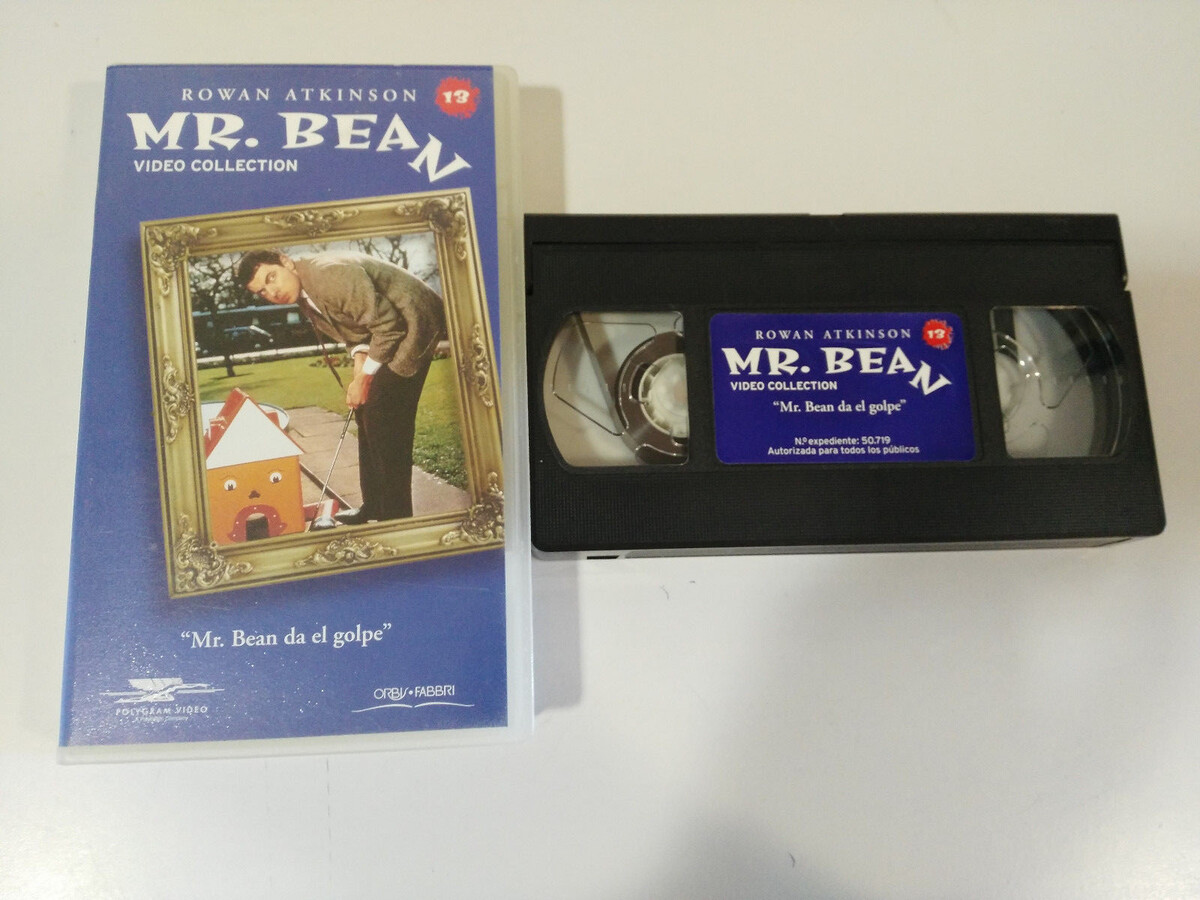 ROWAN ATKINSON 13
MR. BEAN
VIDEO COLLECTION
“Mr. Bean da el golpe”
POLYGRAM VIDEO
ORBIS • FABBRI
ROWAN ATKINSON 13
MR. BEAN
VIDEO COLLECTION
“Mr. Bean da el golpe”
N.º expediente: 50.719
Autorizada para todos los públicos